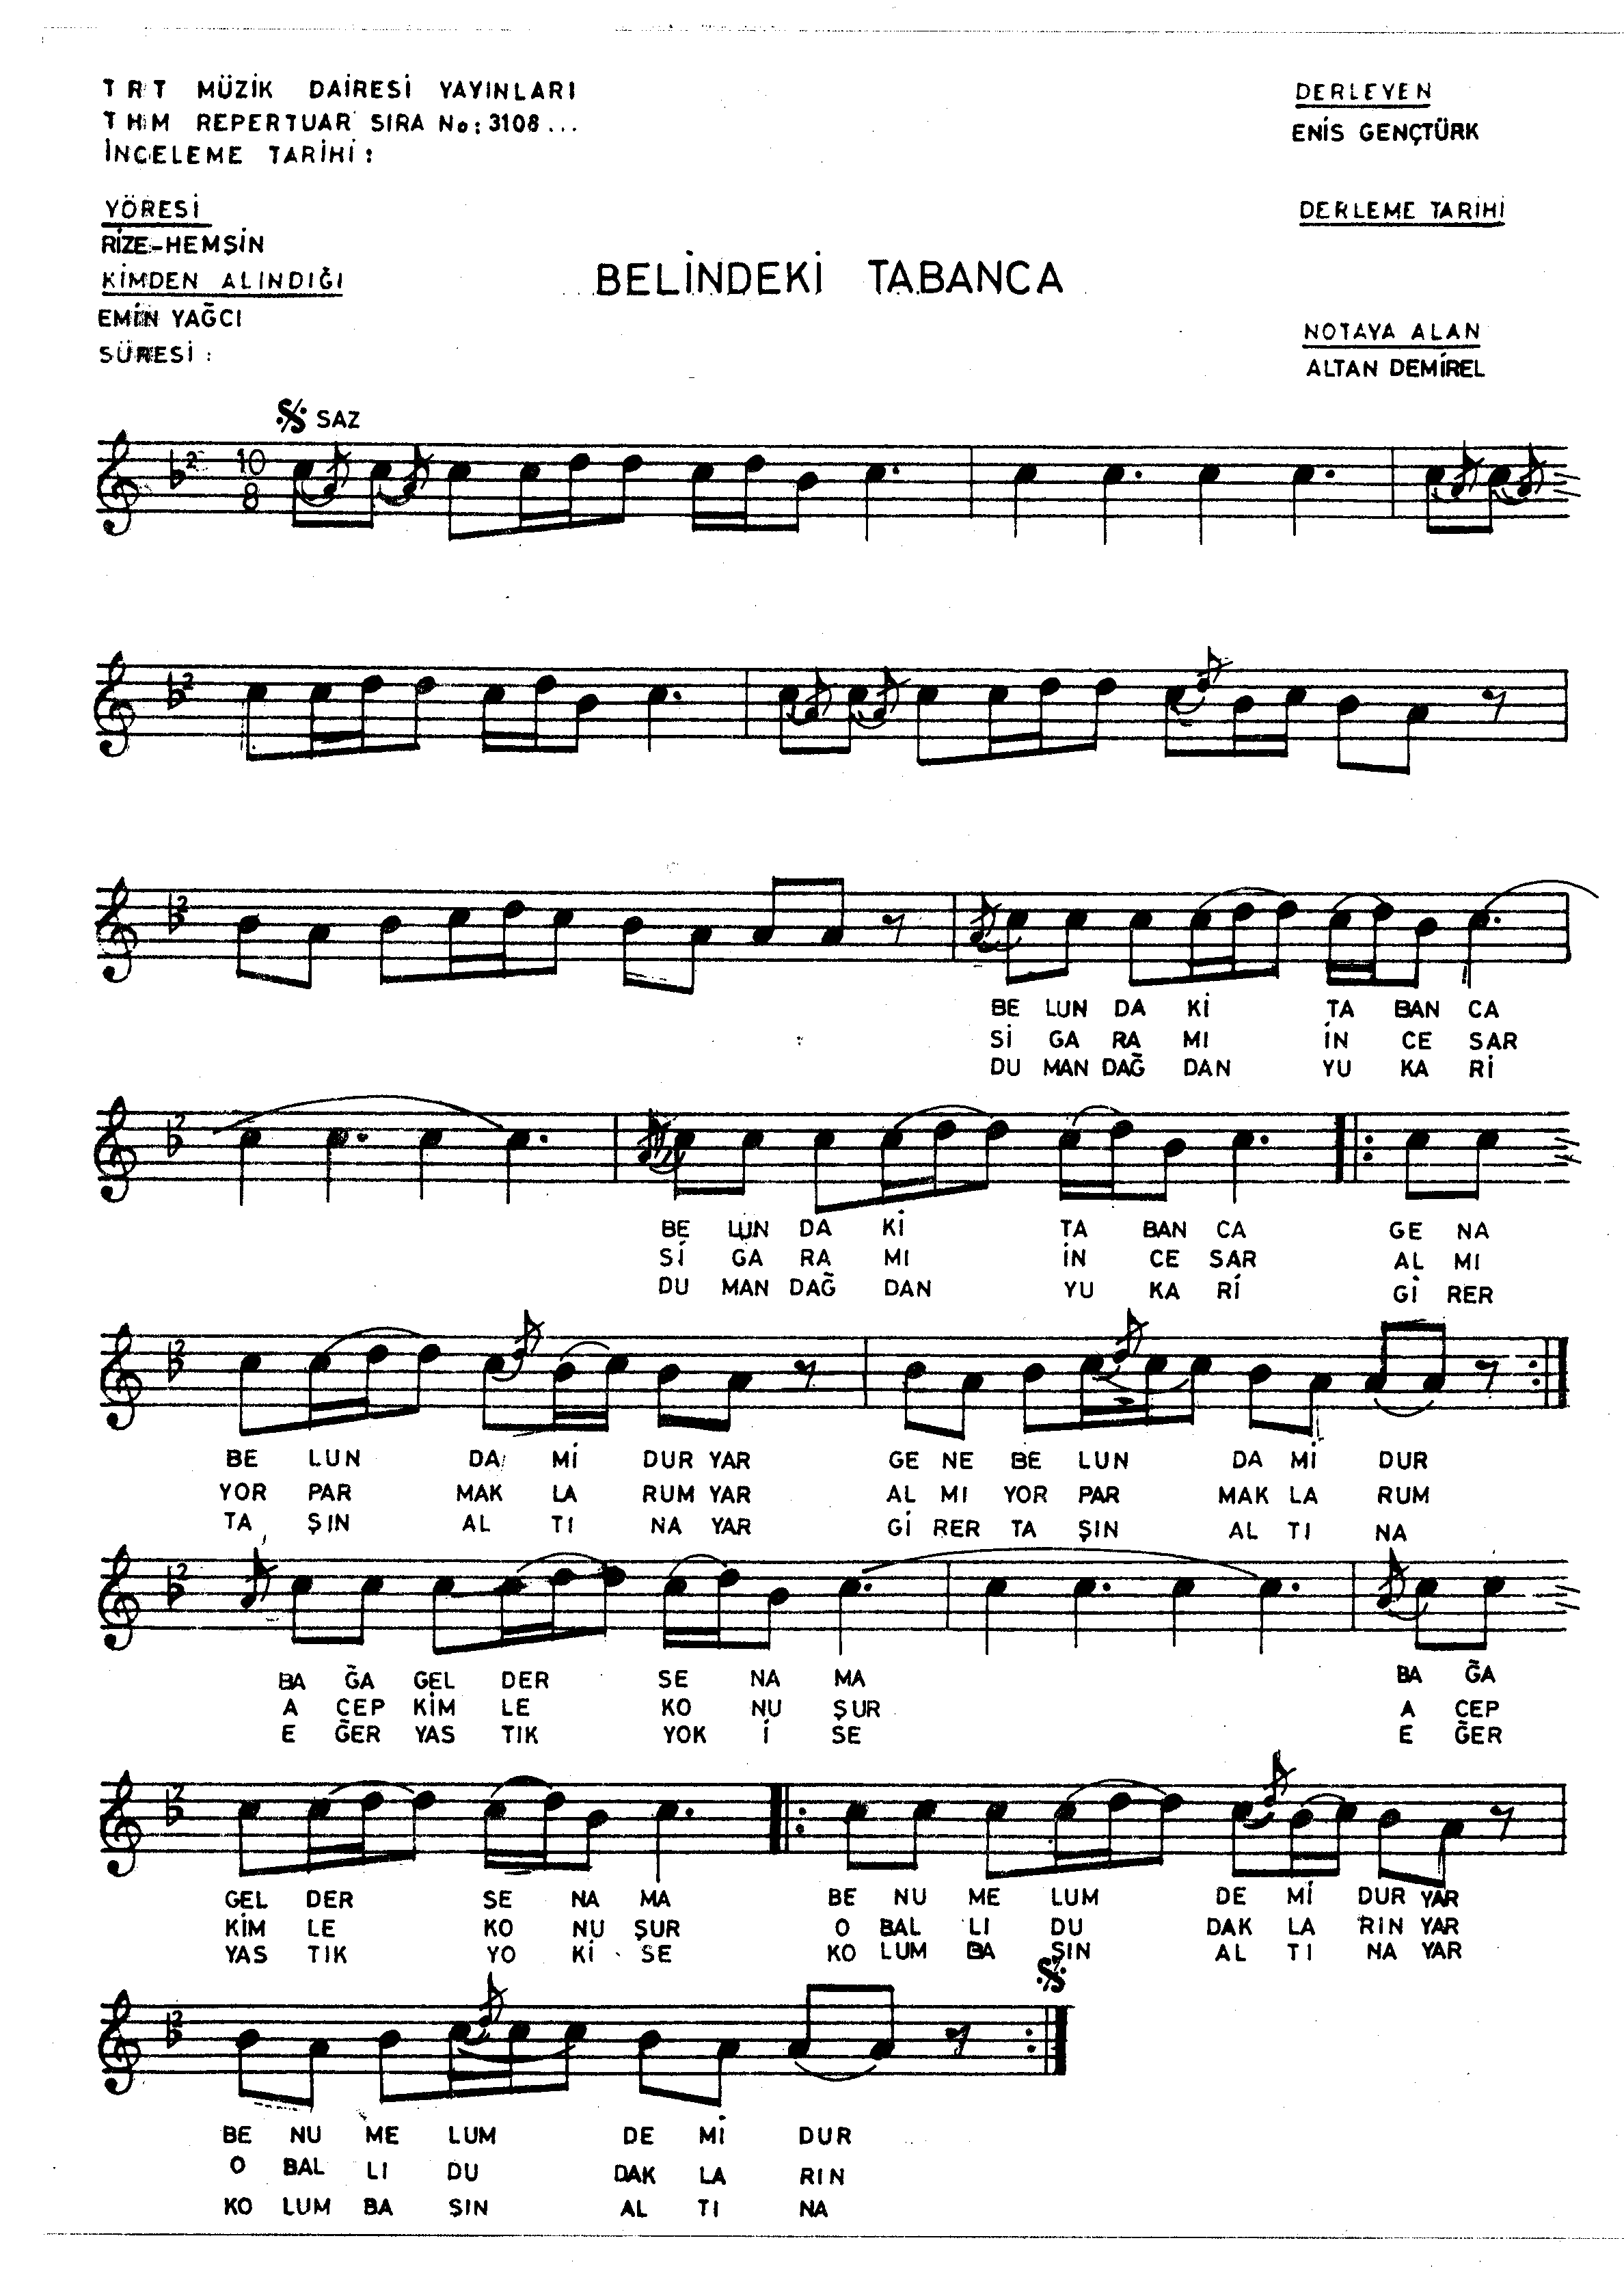 TRT MÜZİK DAİRESİ YAYINLARI
THM REPERTUAR SIRA No: 3108...
İNCELEME TARİHİ :
DERLEYEN
ENİS GENÇTÜRK
YÖRESİ
RİZE-HEMŞİN
DERLEME TARİHİ
KİMDEN ALINDIĞI
EMİN YAĞCI
SÜRESİ :
BELİNDEKİ TABANCA
NOTAYA ALAN
ALTAN DEMİREL
SAZ
10
8
BE LUN DA Kİ TA BAN CA
Sİ GA RA MI İN CE SAR
DU MAN DAĞ DAN YU KA Rİ
BE LUN DA Kİ TA BAN CA GE NA
Sİ GA RA MI İN CE SAR AL MI
DU MAN DAĞ DAN YU KA Rİ Gİ RER
BE LUN DA Mİ DUR YAR GE NE BE LUN DA Mİ DUR
YOR PAR MAK LA RUM YAR AL MI YOR PAR MAK LA RUM
TA ŞIN AL TI NA YAR Gİ RER TA ŞIN AL TI NA
BA ĞA GEL DER SE NA MA BA ĞA
A CEP KİM LE KO NU ŞUR A CEP
E ĞER YAS TIK YOK İ SE E ĞER
GEL DER SE NA MA BE NU ME LUM DE Mİ DUR YAR
KİM LE KO NU ŞUR O BAL LI DU DAK LA RIN YAR
YAS TIK YO Kİ SE KO LUM BA ŞIN AL TI NA YAR
BE NU ME LUM DE Mİ DUR
O BAL LI DU DAK LA RIN
KO LUM BA ŞIN AL TI NA